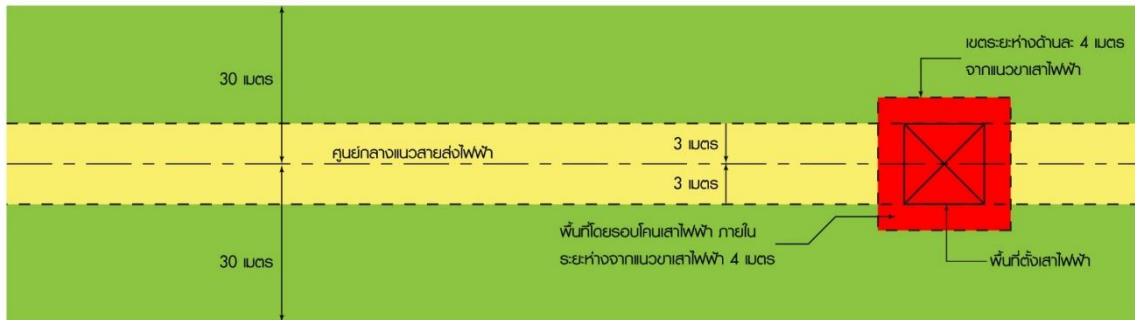 เขตระยะห่างด้านละ 4 เมตร
จากแนวขาเสาไฟฟ้า
30 เมตร
3 เมตร
ศูนย์กลางแนวสายส่งไฟฟ้า
3 เมตร
พื้นที่โดยรอบโคนเสาไฟฟ้า ภายใน
ระยะห่างจากแนวขาเสาไฟฟ้า 4 เมตร
30 เมตร
พื้นที่ตั้งเสาไฟฟ้า